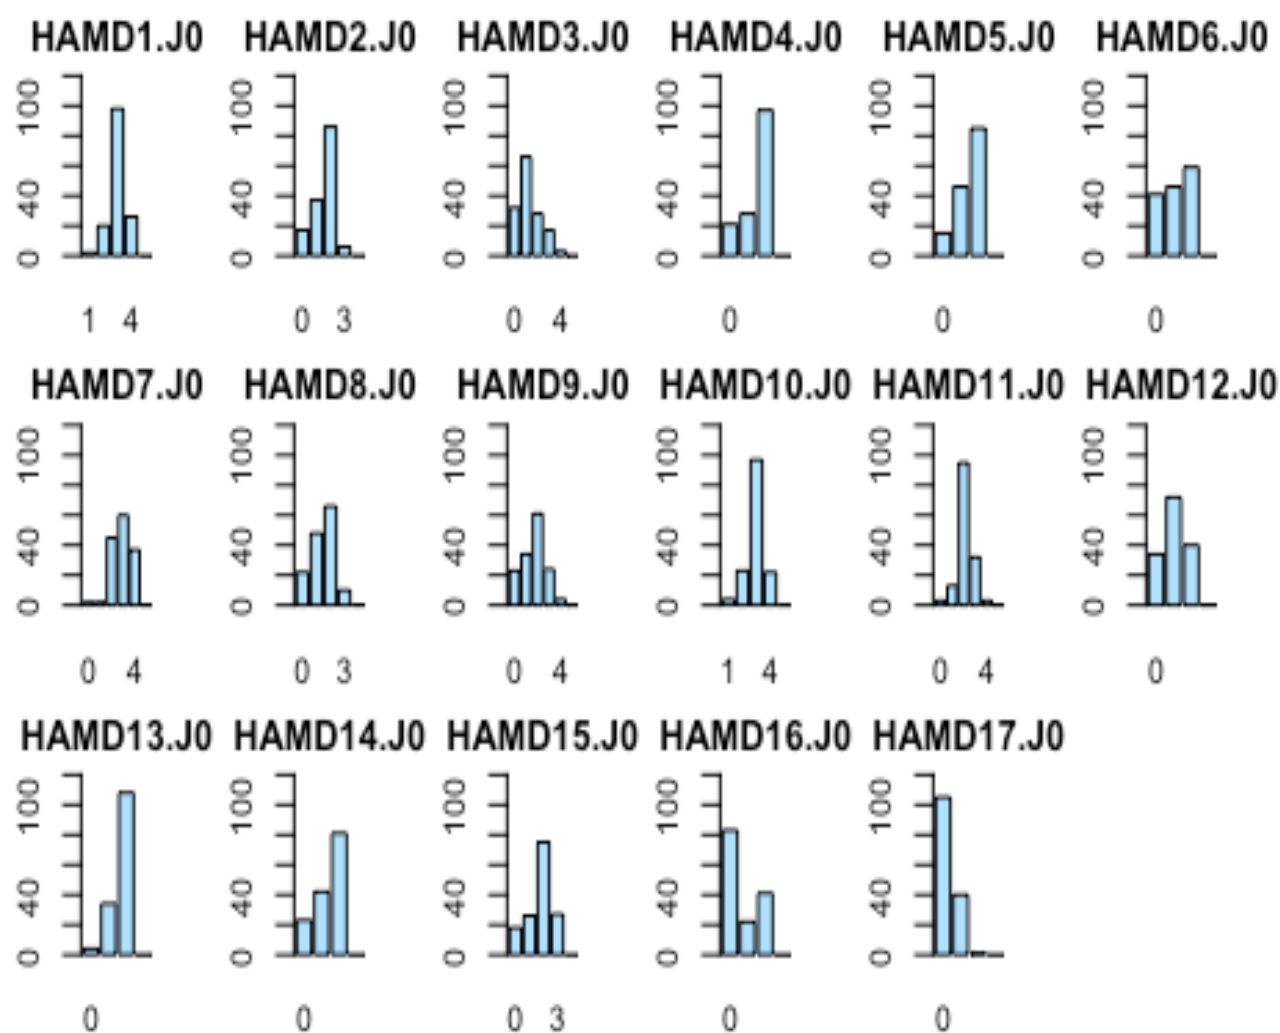 HAMD1.J0 HAMD2.J0 HAMD3.J0 HAMD4.J0 HAMD5.J0 HAMD6.J0
100 100 100 100 100 100
40 40 40 40 40 40
0 0 0 0 0 0
1 4 0 3 0 4 0 0 0
HAMD7.J0 HAMD8.J0 HAMD9.J0 HAMD10.J0 HAMD11.J0 HAMD12.J0
100 100 100 100 100 100
40 40 40 40 40 40
0 0 0 0 0 0
0 4 0 3 0 4 1 4 0 4 0
HAMD13.J0 HAMD14.J0 HAMD15.J0 HAMD16.J0 HAMD17.J0
100 100 100 100 100
40 40 40 40 40
0 0 0 0 0
0 0 0 3 0 0